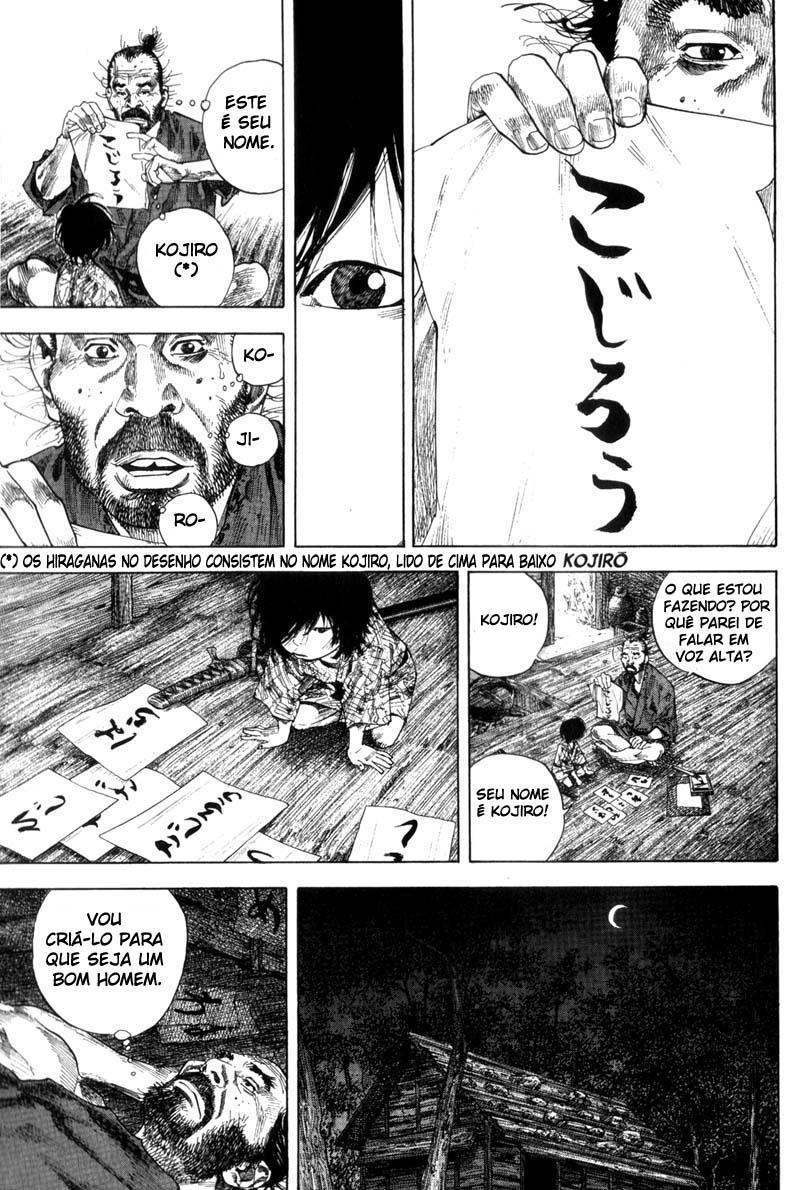 こじろう
ESTE
É SEU
NOME.
KOJIRO
(*)
KO-
JI-
RO-
(*) OS HIRAGANAS NO DESENHO CONSISTEM NO NOME KOJIRO, LIDO DE CIMA PARA BAIXO KOJIRŌ
O QUE ESTOU
FAZENDO? POR
QUÊ PAREI DE
FALAR EM
VOZ ALTA?
KOJIRO!
SEU NOME
É KOJIRO!
VOU
CRIÁ-LO PARA
QUE SEJA UM
BOM HOMEM.